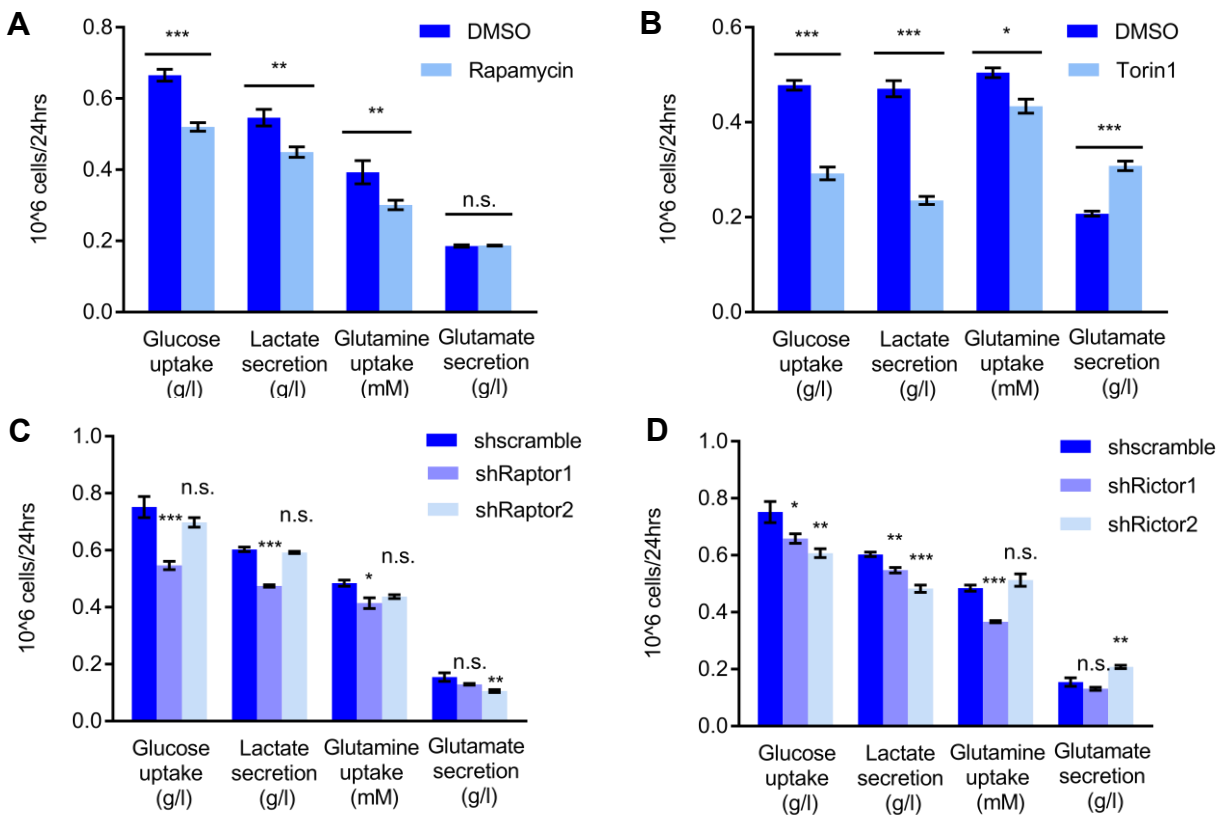 A
0.8
0.6
0.4
0.2
0.0
10^6 cells/24hrs
DMSO
Rapamycin
***
**
**
n.s.
Glucose
uptake
(g/l)
Lactate
secretion
(g/l)
Glutamine
uptake
(mM)
Glutamate
secretion
(g/l)
B
0.6
0.4
0.2
0.0
10^6 cells/24hrs
DMSO
Torin1
***
***
*
***
Glucose
uptake
(g/l)
Lactate
secretion
(g/l)
Glutamine
uptake
(mM)
Glutamate
secretion
(g/l)
C
1.0
0.8
0.6
0.4
0.2
0.0
10^6 cells/24hrs
shscramble
shRaptor1
shRaptor2
***
n.s.
***
n.s.
*
n.s.
n.s.
**
Glucose
uptake
(g/l)
Lactate
secretion
(g/l)
Glutamine
uptake
(mM)
Glutamate
secretion
(g/l)
D
1.0
0.8
0.6
0.4
0.2
0.0
10^6 cells/24hrs
shscramble
shRictor1
shRictor2
*
**
**
***
***
n.s.
n.s.
**
Glucose
uptake
(g/l)
Lactate
secretion
(g/l)
Glutamine
uptake
(mM)
Glutamate
secretion
(g/l)